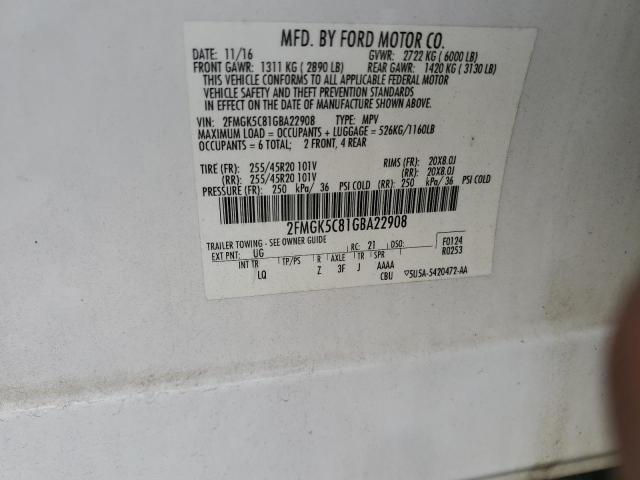 MFD. BY FORD MOTOR CO.
DATE: 11/16 GVWR: 2722 KG ( 6000 LB)
FRONT GAWR: 1311 KG ( 2890 LB) REAR GAWR: 1420 KG ( 3130 LB)
THIS VEHICLE CONFORMS TO ALL APPLICABLE FEDERAL MOTOR
VEHICLE SAFETY AND THEFT PREVENTION STANDARDS
IN EFFECT ON THE DATE OF MANUFACTURE SHOWN ABOVE.
VIN: 2FMGK5C81GBA22908 TYPE: MPV
MAXIMUM LOAD = OCCUPANTS + LUGGAGE = 526KG/1160LB
OCCUPANTS = 6 TOTAL; 2 FRONT, 4 REAR
TIRE (FR): 255/45R20 101V RIMS (FR): 20X8.0J
(RR): 255/45R20 101V (RR): 20X8.0J
PRESSURE (FR): 250 kPa/ 36 PSI COLD (RR): 250 kPa/ 36 PSI COLD
2FMGK5C81GBA22908
TRAILER TOWING - SEE OWNER GUIDE
EXT PNT: UG RC: 21 DSO: F0124
INT TR TP/PS R AXLE TR SPR R0253
LQ Z 3F J AAAA
CBU 5U5A-5420472-AA